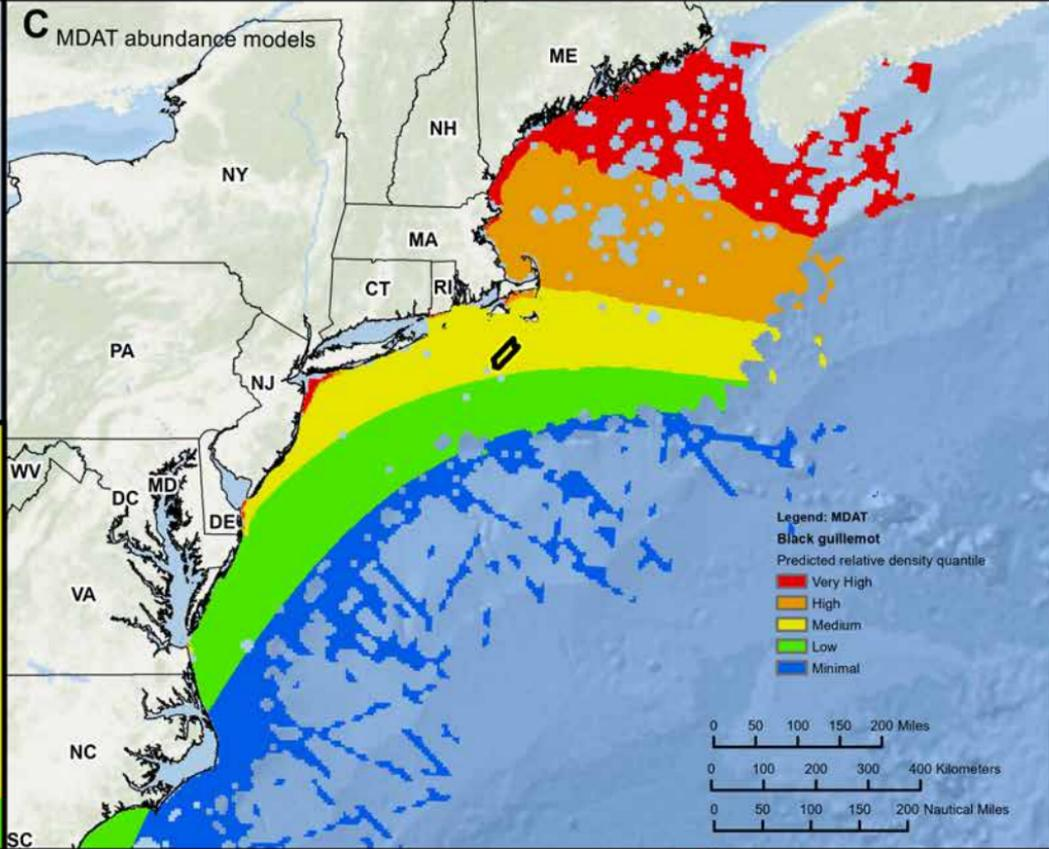 C MDAT abundance models
ME
NH
NY
MA
CT
RI
PA
NJ
WV
MD
DC
DE
VA
NC
SC
Legend: MDAT
Black guillemot
Predicted relative density quantile
Very High
High
Medium
Low
Minimal
0 50 100 150 200 Miles
0 100 200 300 400 Kilometers
0 50 100 150 200 Nautical Miles